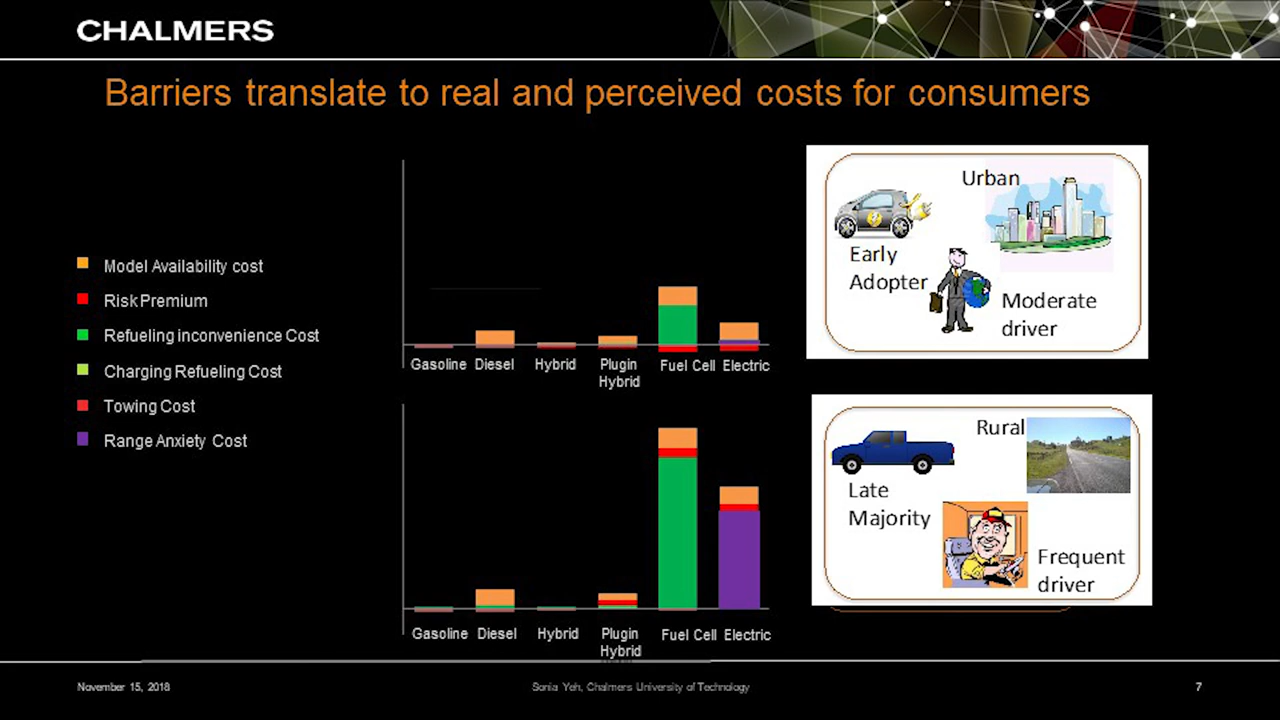 CHALMERS
Barriers translate to real and perceived costs for consumers
Model Availability cost
Risk Premium
Refueling inconvenience Cost
Charging Refueling Cost
Towing Cost
Range Anxiety Cost
Gasoline Diesel Hybrid Plugin Hybrid Fuel Cell Electric
Urban
Early
Adopter
Moderate
driver
Gasoline Diesel Hybrid Plugin Hybrid Fuel Cell Electric
Rural
Late
Majority
Frequent
driver
November 15, 2018
Sonia Yeh, Chalmers University of Technology
7